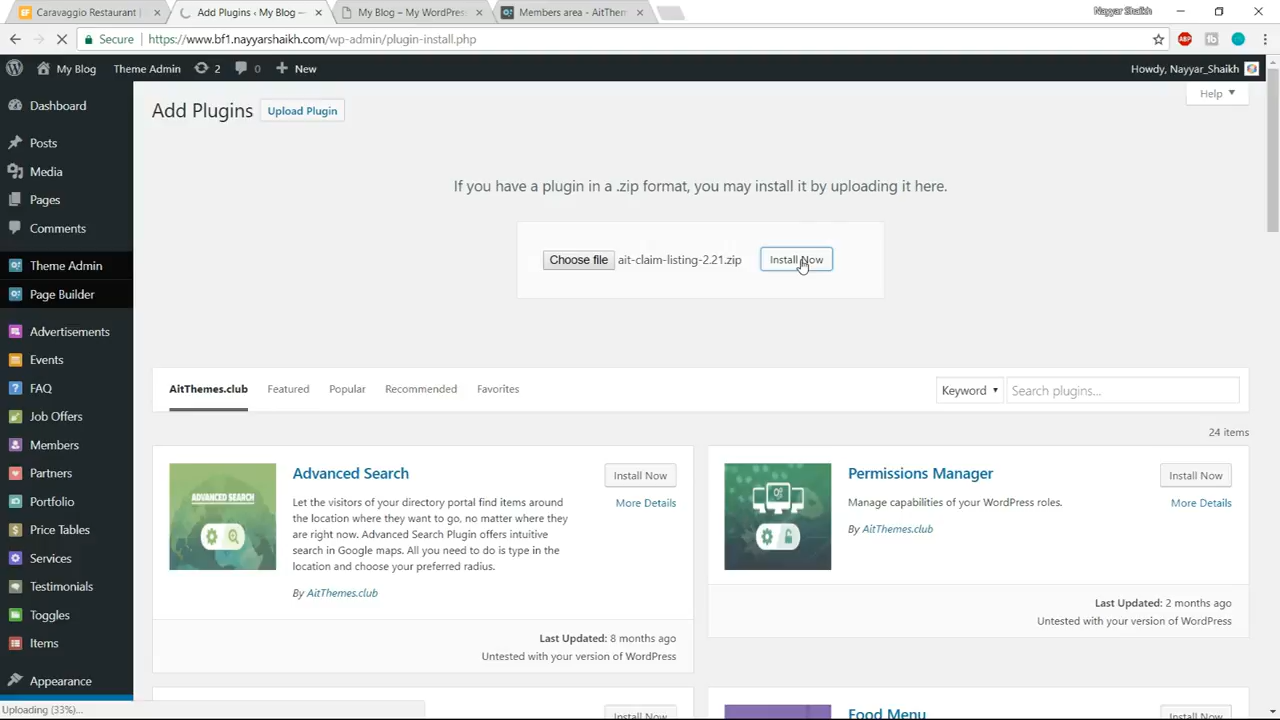 Caravaggio Restaurant |
Add Plugins ‹ My Blog —
My Blog – My WordPress
Members area - AitThem
Nayyar Shaikh
Secure
https://www.bf1.nayyarshaikh.com/wp-admin/plugin-install.php
ABP
My Blog
Theme Admin
2
0
New
Howdy, Nayyar_Shaikh
Dashboard
Posts
Media
Pages
Comments
Theme Admin
Page Builder
Advertisements
Events
FAQ
Job Offers
Members
Partners
Portfolio
Price Tables
Services
Testimonials
Toggles
Items
Appearance
Add Plugins
Upload Plugin
Help
If you have a plugin in a .zip format, you may install it by uploading it here.
Choose file ait-claim-listing-2.21.zip
Install Now
AitThemes.club
Featured
Popular
Recommended
Favorites
Keyword
Search plugins...
24 items
ADVANCED SEARCH
Advanced Search
Install Now
More Details
Let the visitors of your directory portal find items around
the location where they want to go, no matter where they
are right now. Advanced Search Plugin offers intuitive
search in Google maps. All you need to do is type in the
location and choose your preferred radius.
By AitThemes.club
Last Updated: 8 months ago
Untested with your version of WordPress
Permissions Manager
Install Now
More Details
Manage capabilities of your WordPress roles.
By AitThemes.club
Last Updated: 2 months ago
Untested with your version of WordPress
Install Now
Food Menu
Install Now
Uploading (33%)...